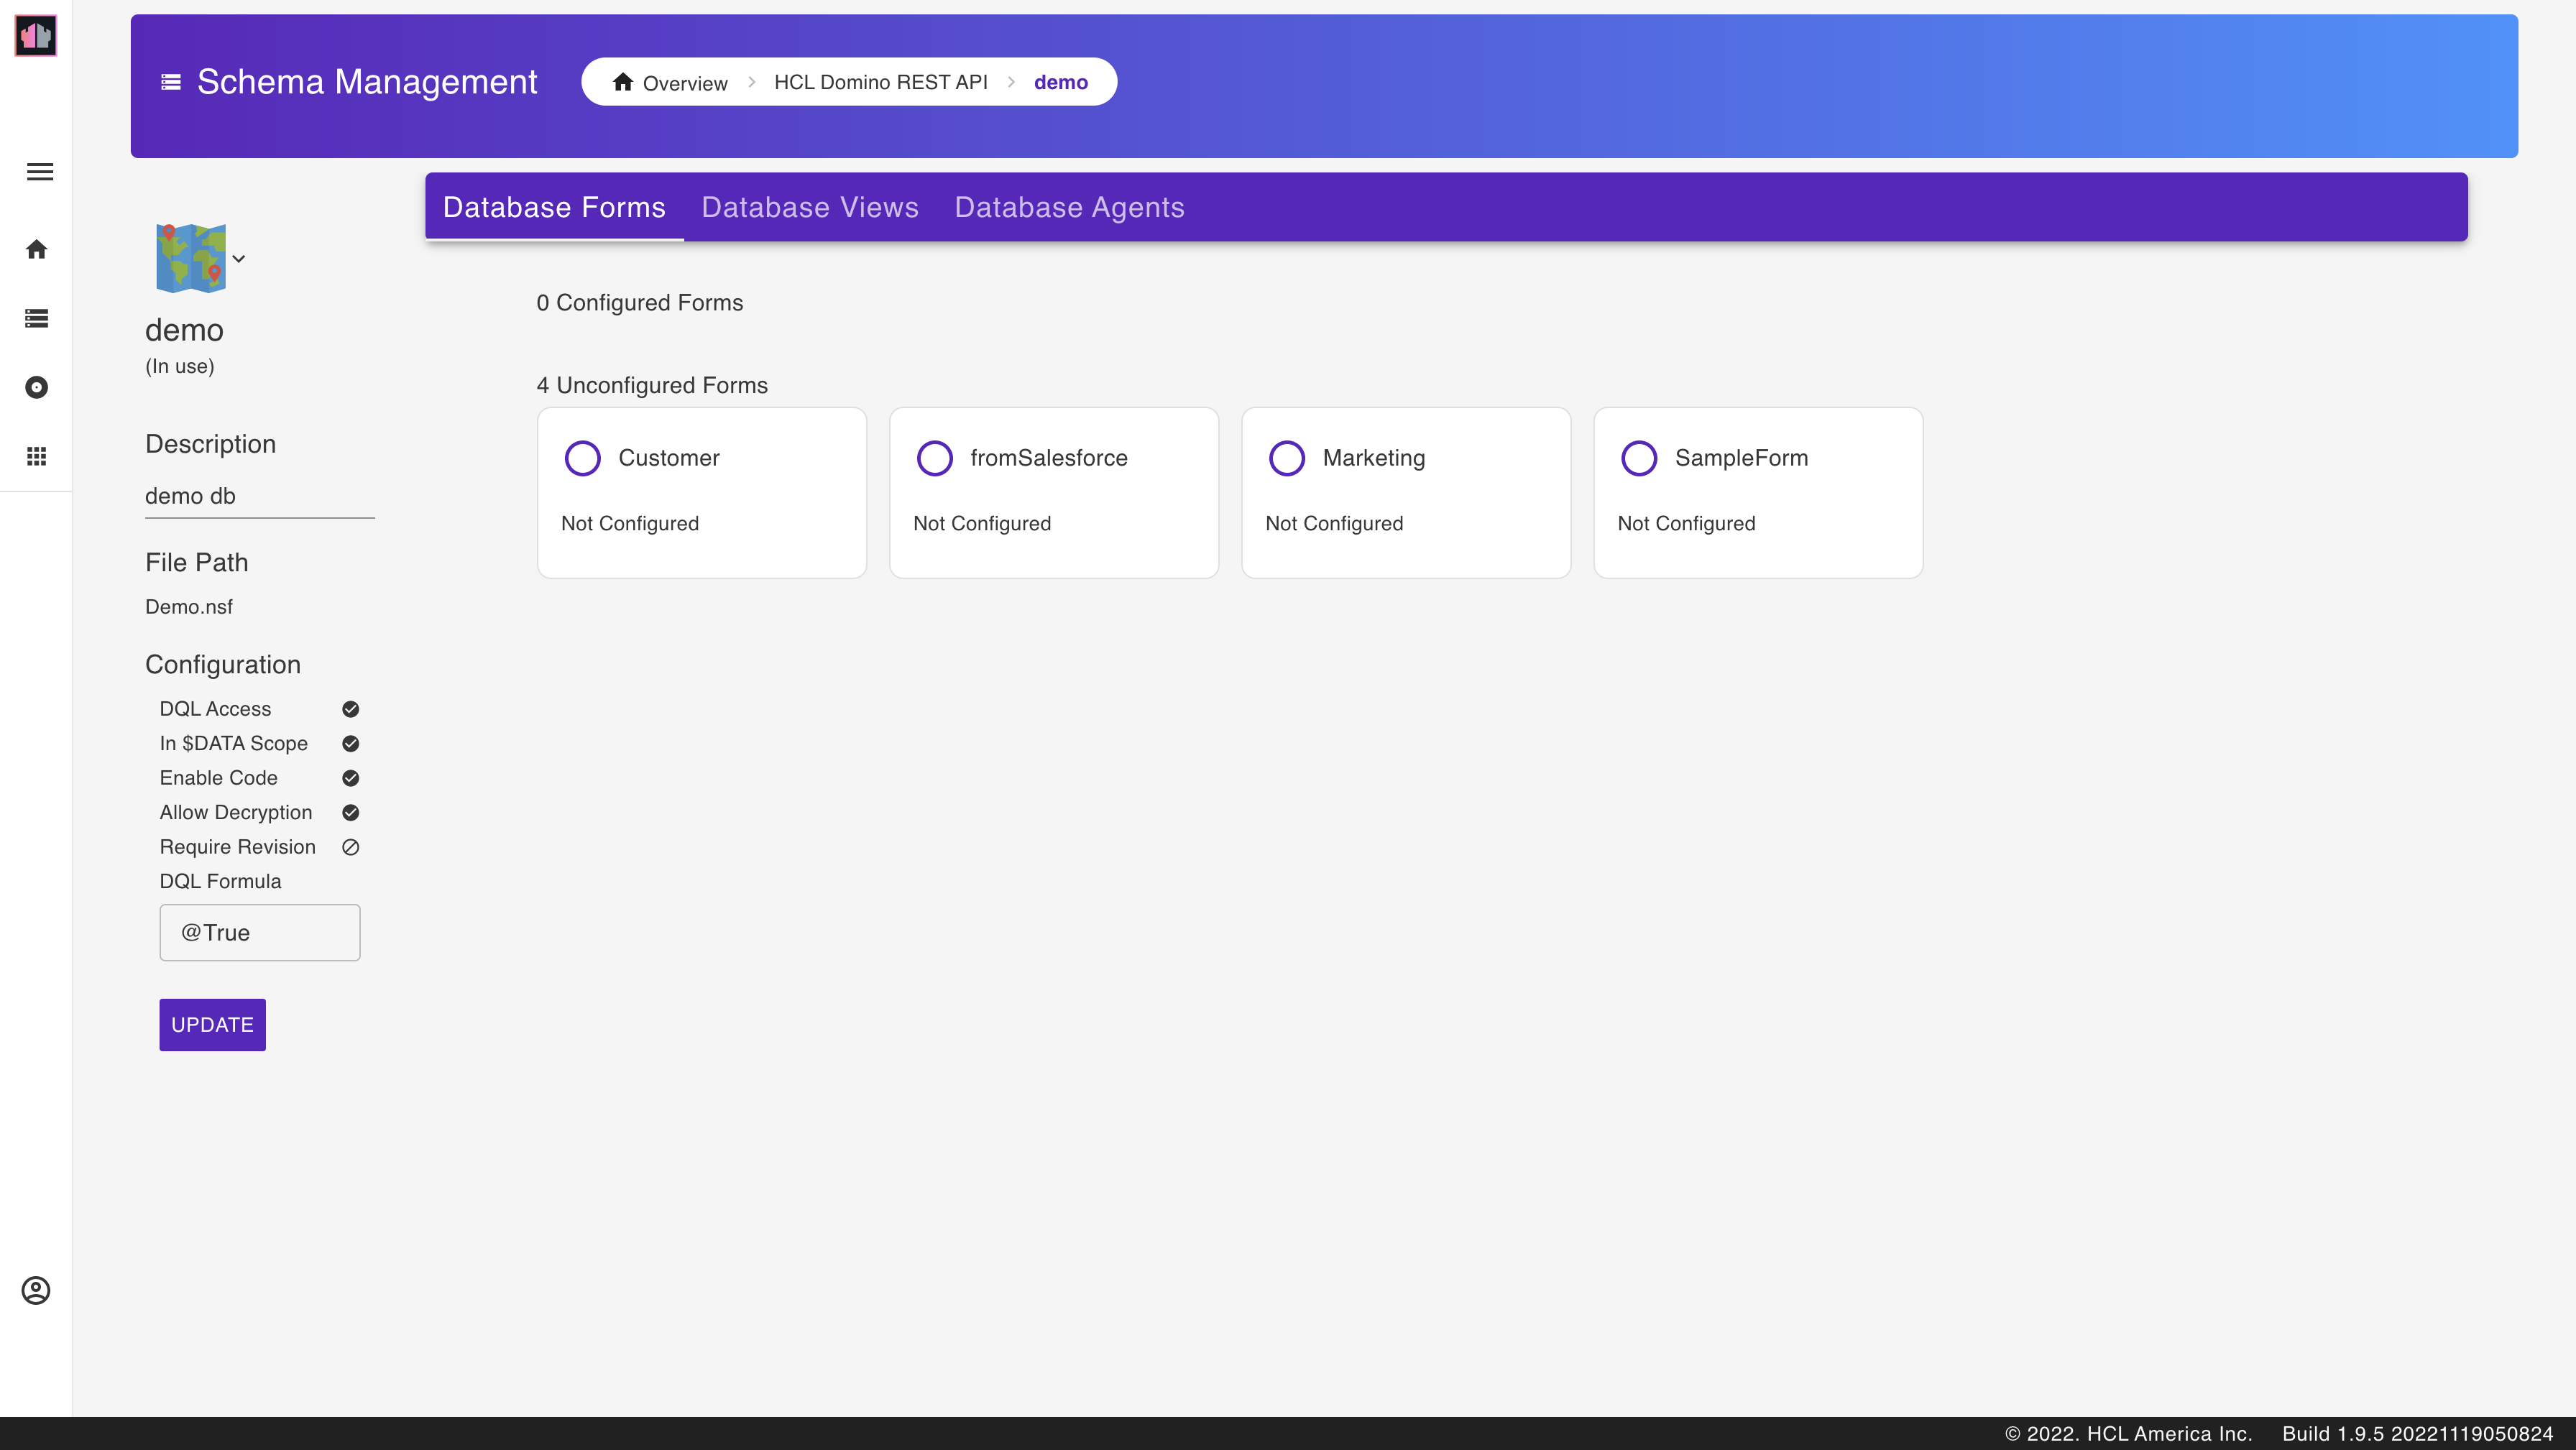 Schema Management
Overview > HCL Domino REST API > demo
Database Forms Database Views Database Agents
demo
(In use)
Description
demo db
File Path
Demo.nsf
Configuration
DQL Access
In $DATA Scope
Enable Code
Allow Decryption
Require Revision
DQL Formula
@True
UPDATE
0 Configured Forms
4 Unconfigured Forms
Customer
Not Configured
fromSalesforce
Not Configured
Marketing
Not Configured
SampleForm
Not Configured
© 2022. HCL America Inc. Build 1.9.5 20221119050824